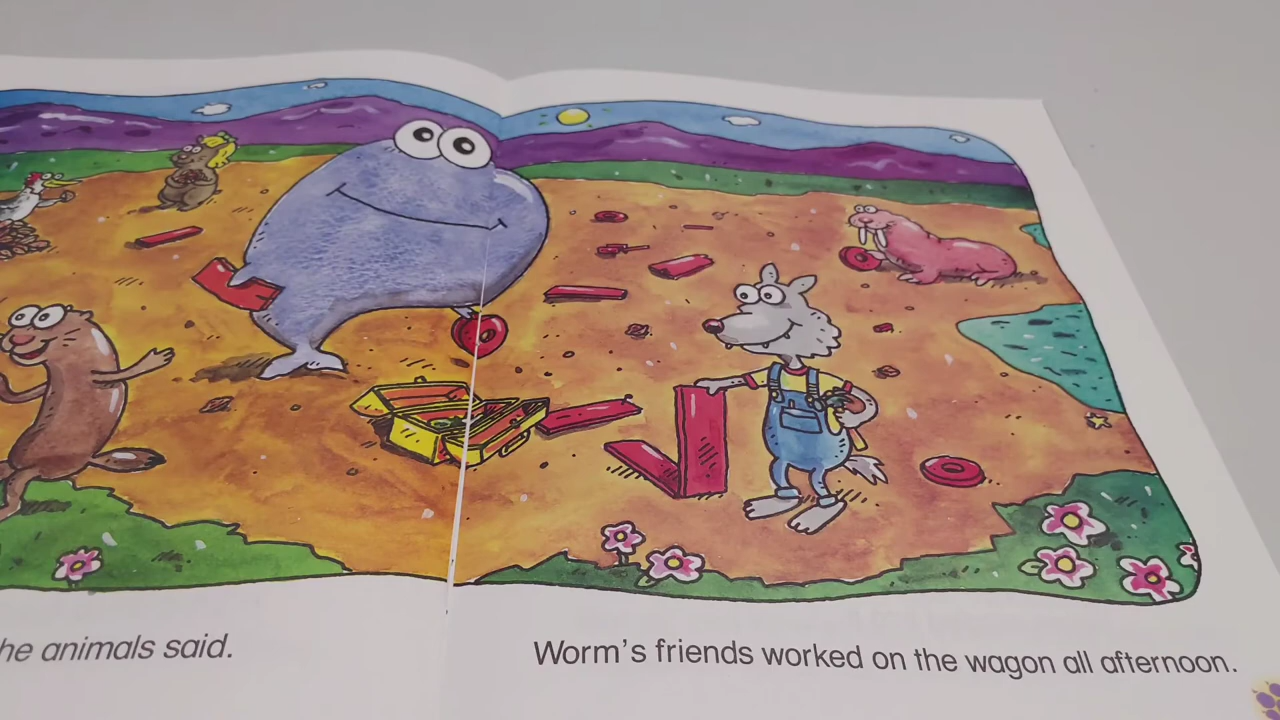 he animals said.
Worm's friends worked on the wagon all afternoon.